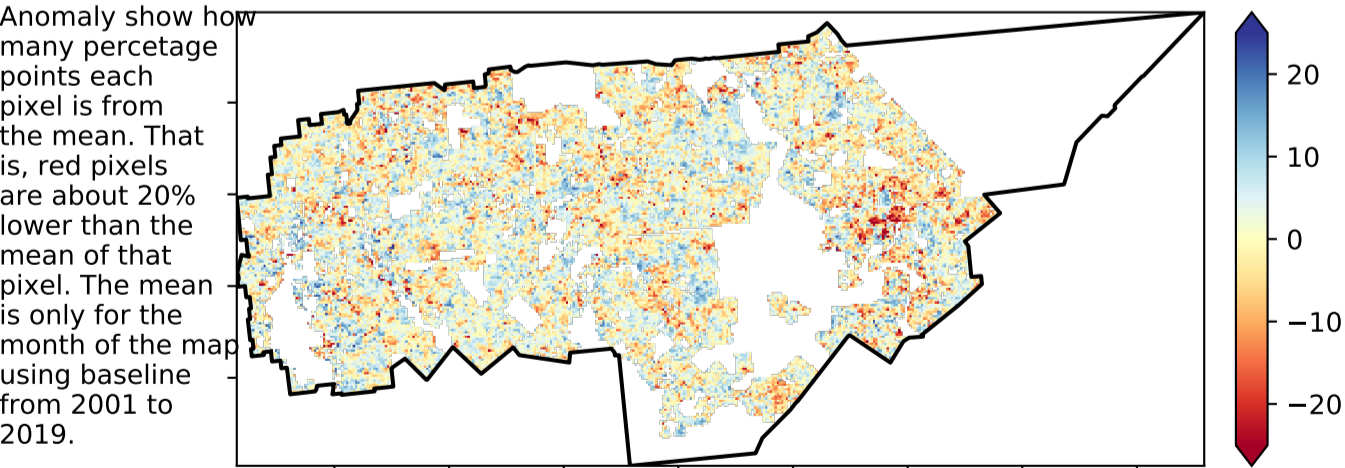 Anomaly show how
many percetage
points each
pixel is from
the mean. That
is, red pixels
are about 20%
lower than the
mean of that
pixel. The mean
is only for the
month of the map
using baseline
from 2001 to
2019.
20
10
0
−10
−20